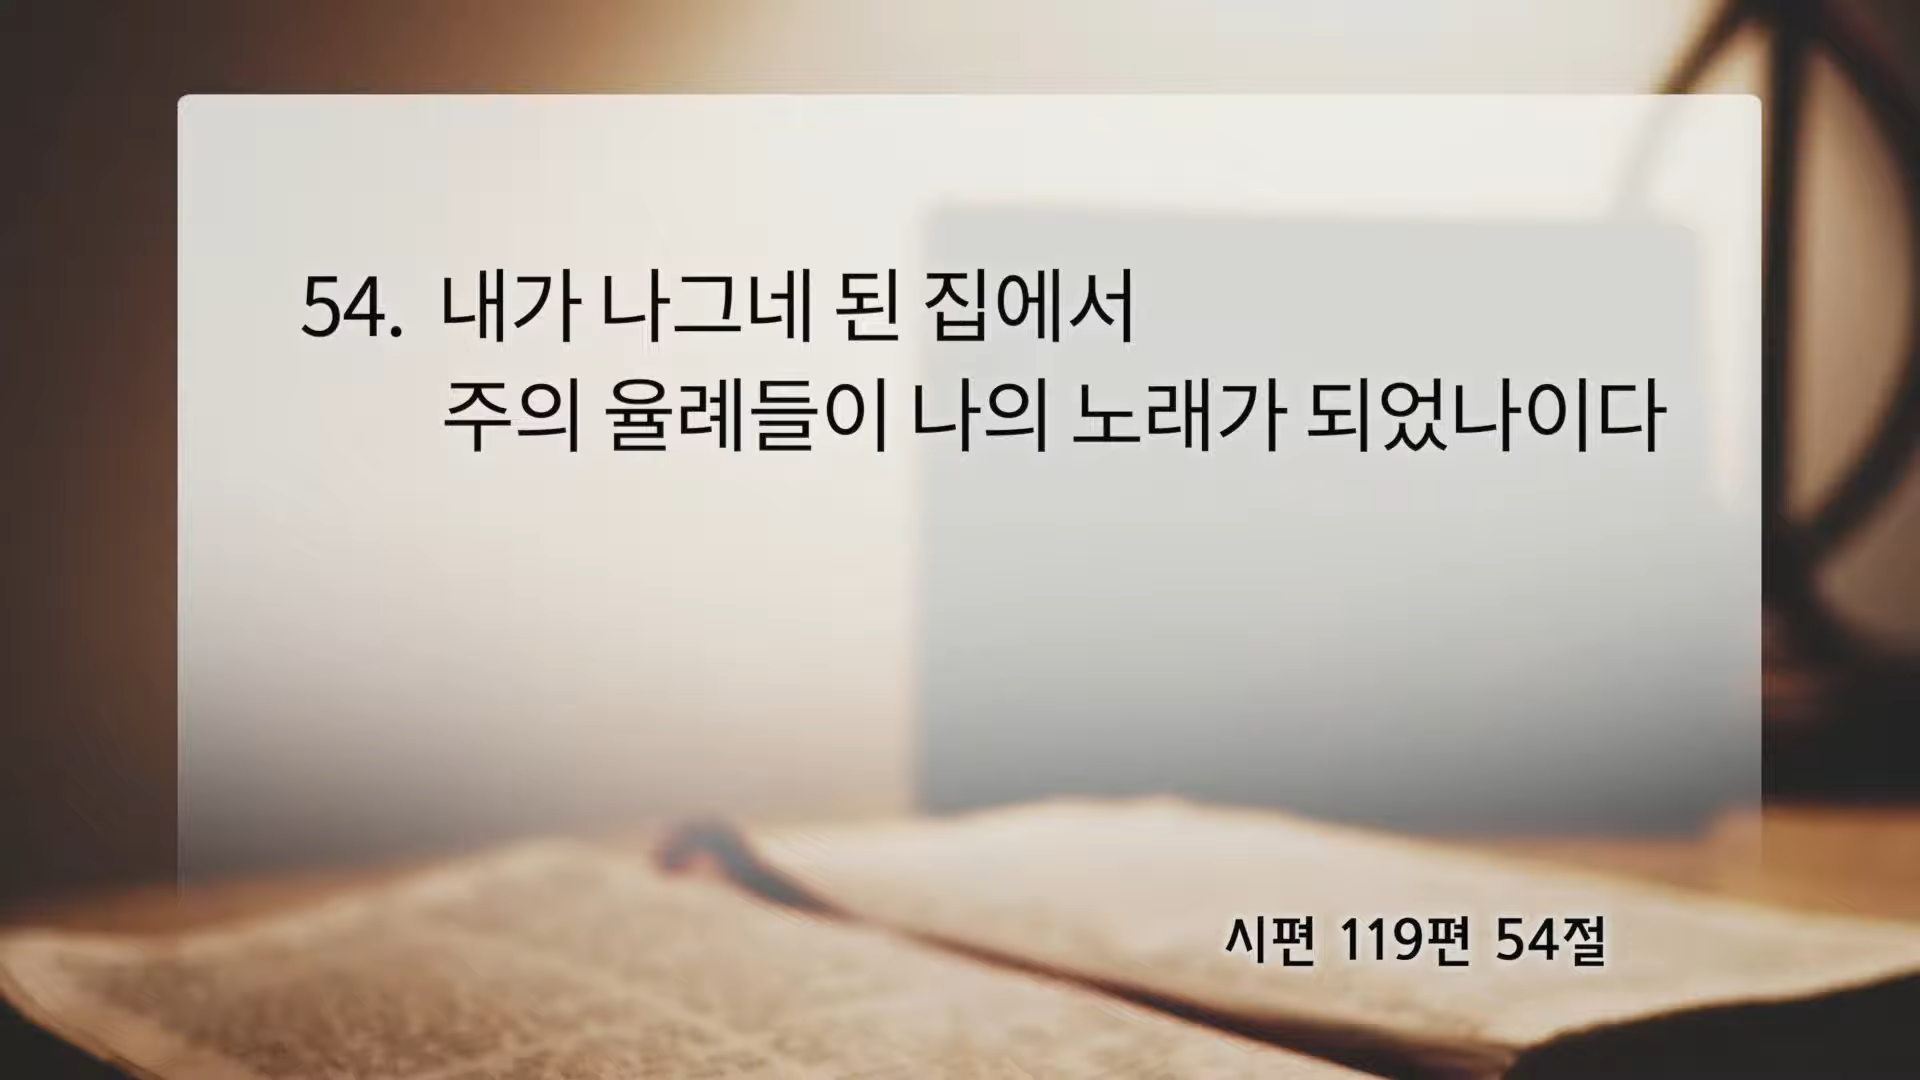 54. 내가 나그네 된 집에서
주의 율례들이 나의 노래가 되었나이다
시편 119편 54절